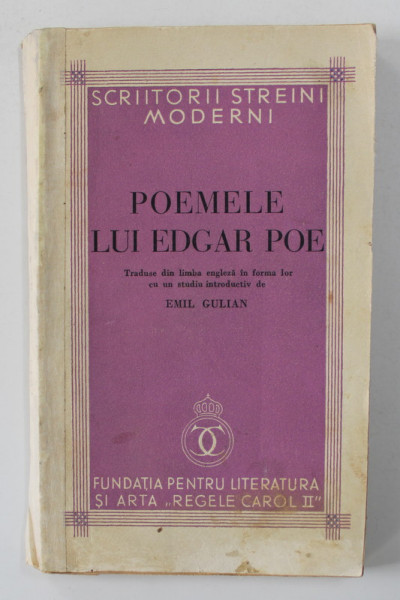 SCRIITORII STREINI
MODERNI
POEMELE
LUI EDGAR POE
Traduse din limba engleză în forma lor
cu un studiu introductiv de
EMIL GULIAN
FUNDAȚIA PENTRU LITERATURA
ȘI ARTA „REGELE CAROL II”